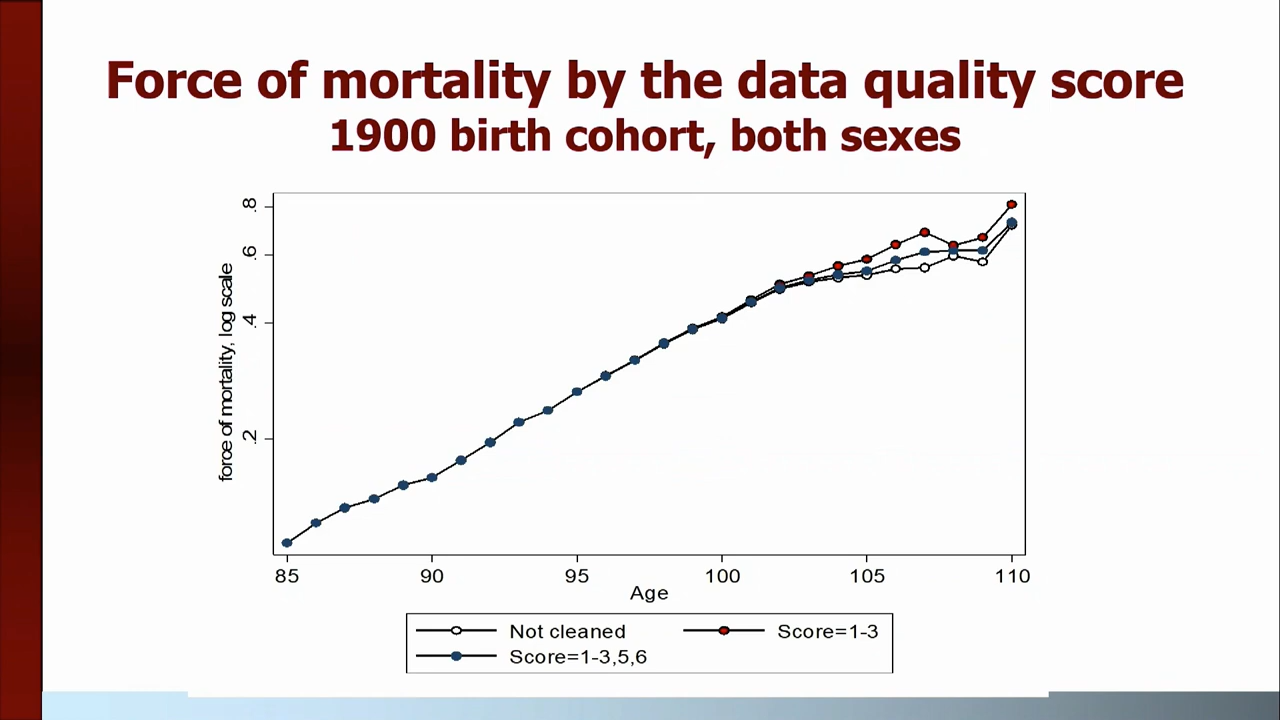 Force of mortality by the data quality score
1900 birth cohort, both sexes
force of mortality, log scale
.8
.6
.4
.2
85 90 95 100 105 110
Age
Not cleaned Score=1-3
Score=1-3,5,6